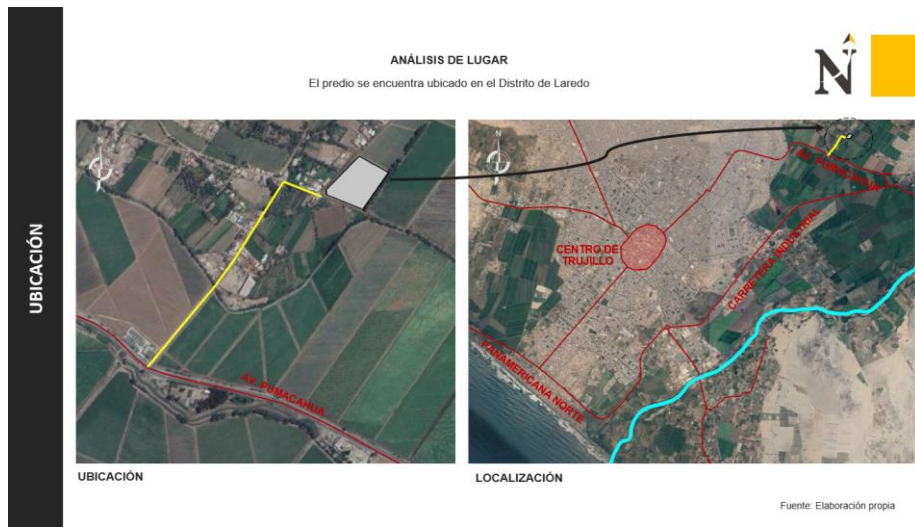 ANÁLISIS DE LUGAR
El predio se encuentra ubicado en el Distrito de Laredo
N
UBICACIÓN
AV. PUMACAHUA
N
AV. PUMACAHUA
CENTRO DE
TRUJILLO
CARRETERA INDUSTRIAL
PANAMERICANA NORTE
UBICACIÓN
LOCALIZACIÓN
Fuente: Elaboración propia